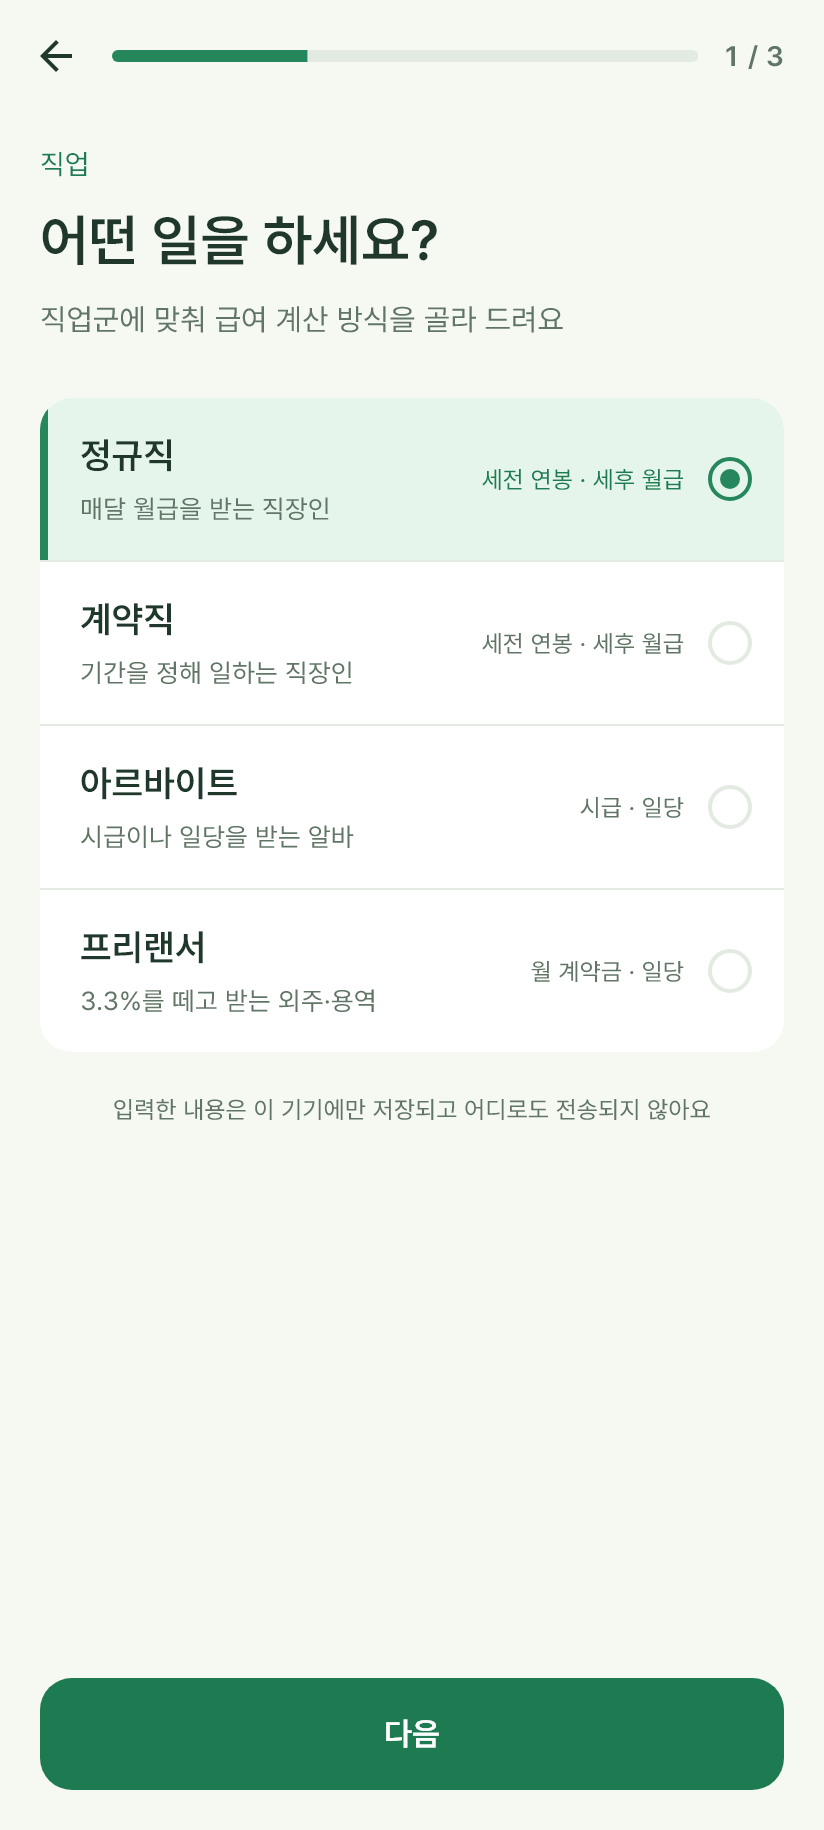 1 / 3
직업
어떤 일을 하세요?
직업군에 맞춰 급여 계산 방식을 골라 드려요
정규직
매달 월급을 받는 직장인
세전 연봉 · 세후 월급
계약직
기간을 정해 일하는 직장인
세전 연봉 · 세후 월급
아르바이트
시급이나 일당을 받는 알바
시급 · 일당
프리랜서
3.3%를 떼고 받는 외주·용역
월 계약금 · 일당
입력한 내용은 이 기기에만 저장되고 어디로도 전송되지 않아요
다음